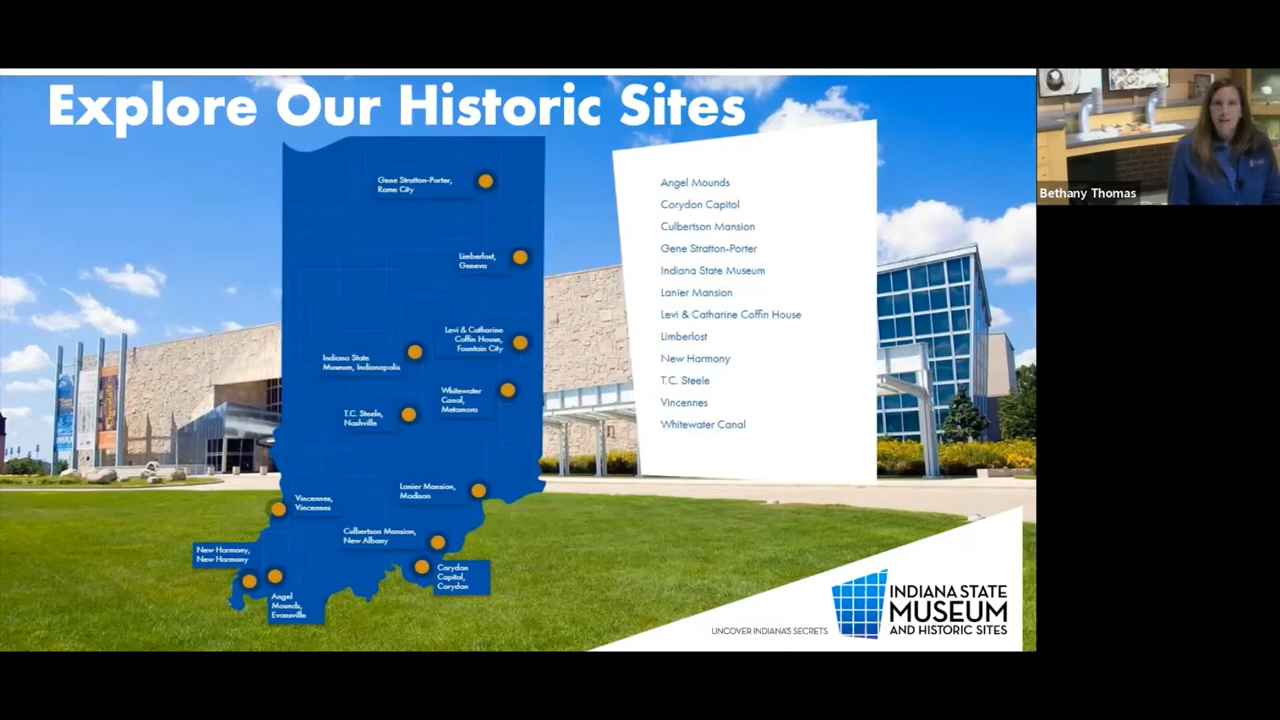 Explore Our Historic Sites
Bethany Thomas
Gene Stratton-Porter,
Rome City
Limberlost,
Geneva
Levi & Catharine
Coffin House,
Fountain City
Indiana State
Museum, Indianapolis
Whitewater
Canal,
Metamora
T.C. Steele,
Nashville
Lanier Mansion,
Madison
Vincennes,
Vincennes
Culbertson Mansion,
New Albany
New Harmony,
New Harmony
Corydon
Capitol,
Corydon
Angel
Mounds,
Evansville
Angel Mounds
Corydon Capitol
Culbertson Mansion
Gene Stratton-Porter
Indiana State Museum
Lanier Mansion
Levi & Catharine Coffin House
Limberlost
New Harmony
T.C. Steele
Vincennes
Whitewater Canal
UNCOVER INDIANA'S SECRETS
INDIANA STATE
MUSEUM
AND HISTORIC SITES